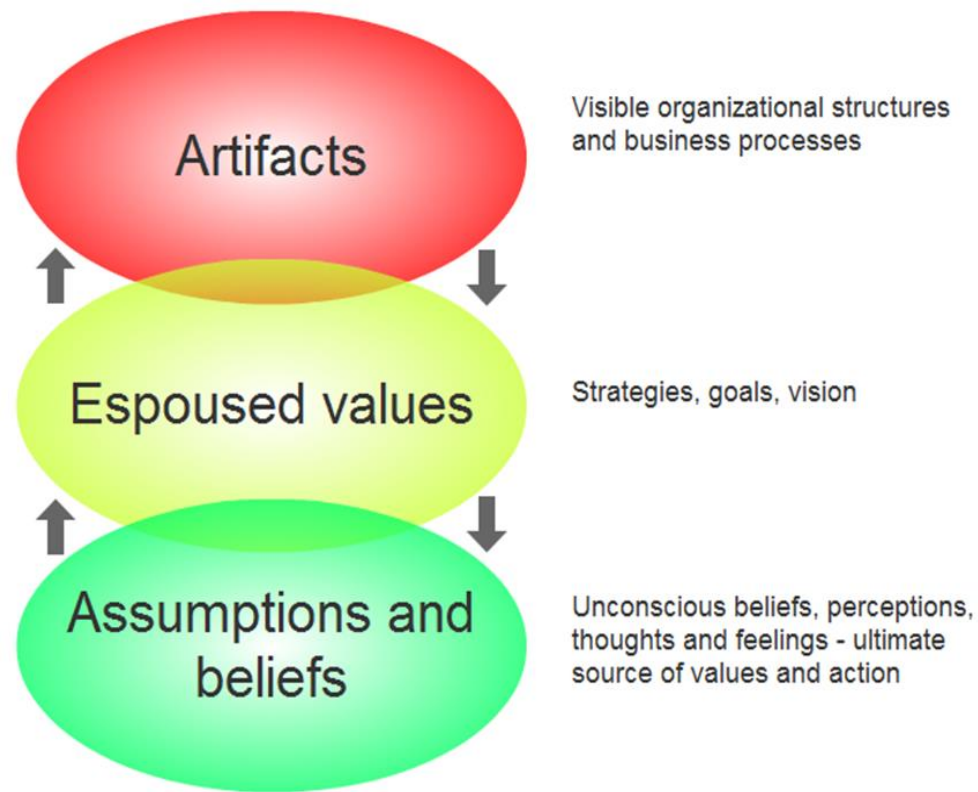 Artifacts
Visible organizational structures
and business processes
Espoused values
Strategies, goals, vision
Assumptions and
beliefs
Unconscious beliefs, perceptions,
thoughts and feelings - ultimate
source of values and action